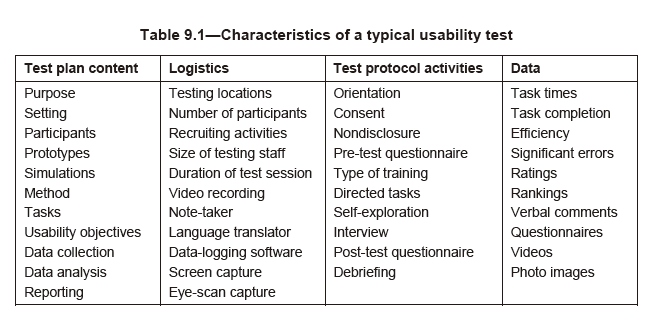 Table 9.1—Characteristics of a typical usability test
Test plan content Logistics Test protocol activities Data
Purpose Testing locations Orientation Task times
Setting Number of participants Consent Task completion
Participants Recruiting activities Nondisclosure Efficiency
Prototypes Size of testing staff Pre-test questionnaire Significant errors
Simulations Duration of test session Type of training Ratings
Method Video recording Directed tasks Rankings
Tasks Note-taker Self-exploration Verbal comments
Usability objectives Language translator Interview Questionnaires
Data collection Data-logging software Post-test questionnaire Videos
Data analysis Screen capture Debriefing Photo images
Reporting Eye-scan capture